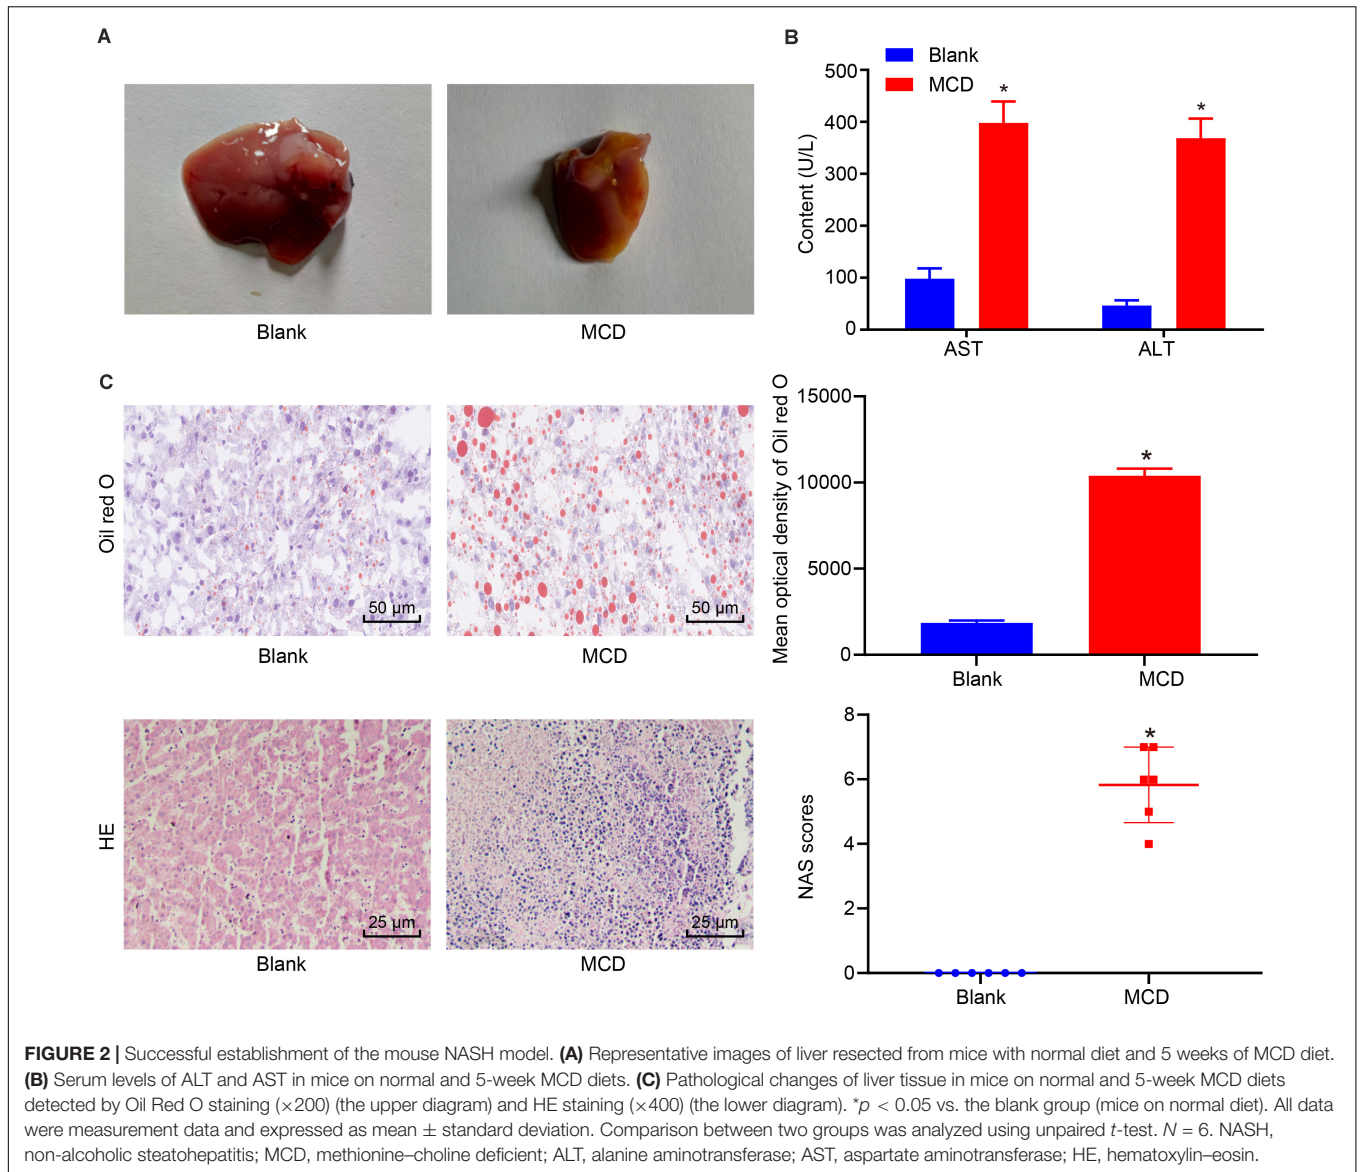 A
Blank
MCD
B
Blank
MCD
Content (U/L)
500
400
300
200
100
0
*
*
AST
ALT
C
Oil red O
50 µm
50 µm
Blank
MCD
Mean optical density of Oil red O
15000
10000
5000
0
*
Blank
MCD
HE
25 µm
25 µm
Blank
MCD
NAS scores
8
6
4
2
0
*
Blank
MCD
FIGURE 2 | Successful establishment of the mouse NASH model. (A) Representative images of liver resected from mice with normal diet and 5 weeks of MCD diet.
(B) Serum levels of ALT and AST in mice on normal and 5-week MCD diets. (C) Pathological changes of liver tissue in mice on normal and 5-week MCD diets
detected by Oil Red O staining (×200) (the upper diagram) and HE staining (×400) (the lower diagram). *p < 0.05 vs. the blank group (mice on normal diet). All data
were measurement data and expressed as mean ± standard deviation. Comparison between two groups was analyzed using unpaired t-test. N = 6. NASH,
non-alcoholic steatohepatitis; MCD, methionine–choline deficient; ALT, alanine aminotransferase; AST, aspartate aminotransferase; HE, hematoxylin–eosin.